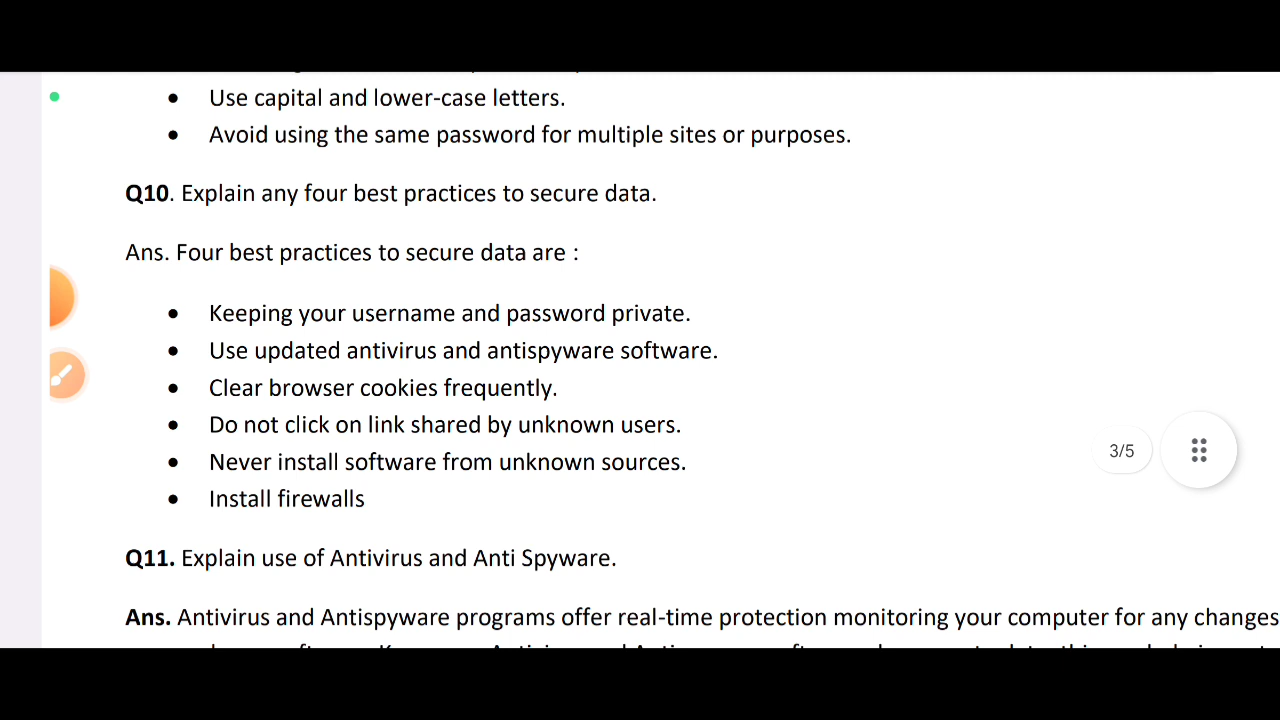 • Use capital and lower-case letters.
• Avoid using the same password for multiple sites or purposes.
Q10. Explain any four best practices to secure data.
Ans. Four best practices to secure data are :
• Keeping your username and password private.
• Use updated antivirus and antispyware software.
• Clear browser cookies frequently.
• Do not click on link shared by unknown users.
• Never install software from unknown sources.
• Install firewalls
3/5
Q11. Explain use of Antivirus and Anti Spyware.
Ans. Antivirus and Antispyware programs offer real-time protection monitoring your computer for any changes